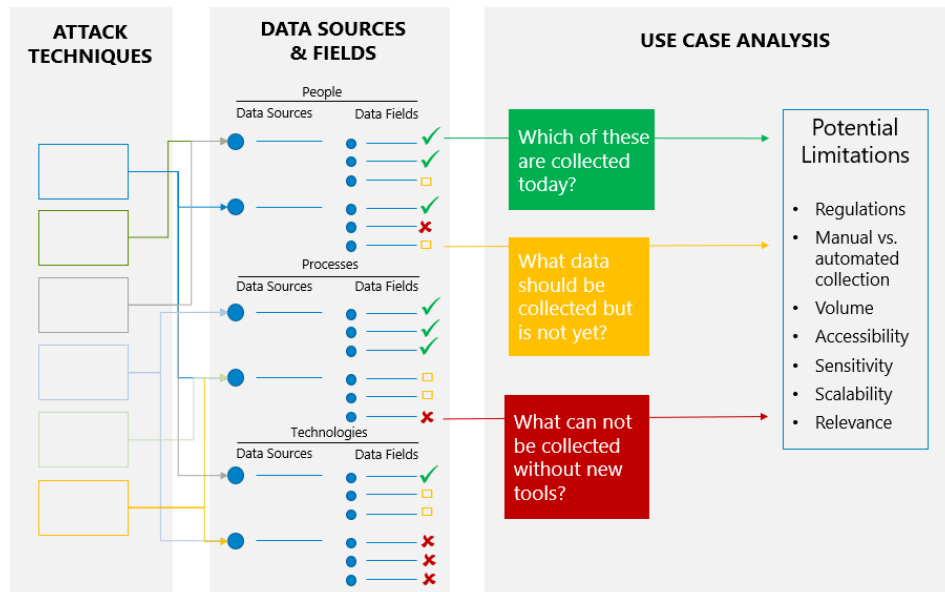 ATTACK
TECHNIQUES
DATA SOURCES
& FIELDS
People
Data Sources
Data Fields
Processes
Data Sources
Data Fields
Technologies
Data Sources
Data Fields
USE CASE ANALYSIS
Which of these
are collected
today?
What data
should be
collected but
is not yet?
What can not
be collected
without new
tools?
Potential
Limitations
• Regulations
• Manual vs.
automated
collection
• Volume
• Accessibility
• Sensitivity
• Scalability
• Relevance